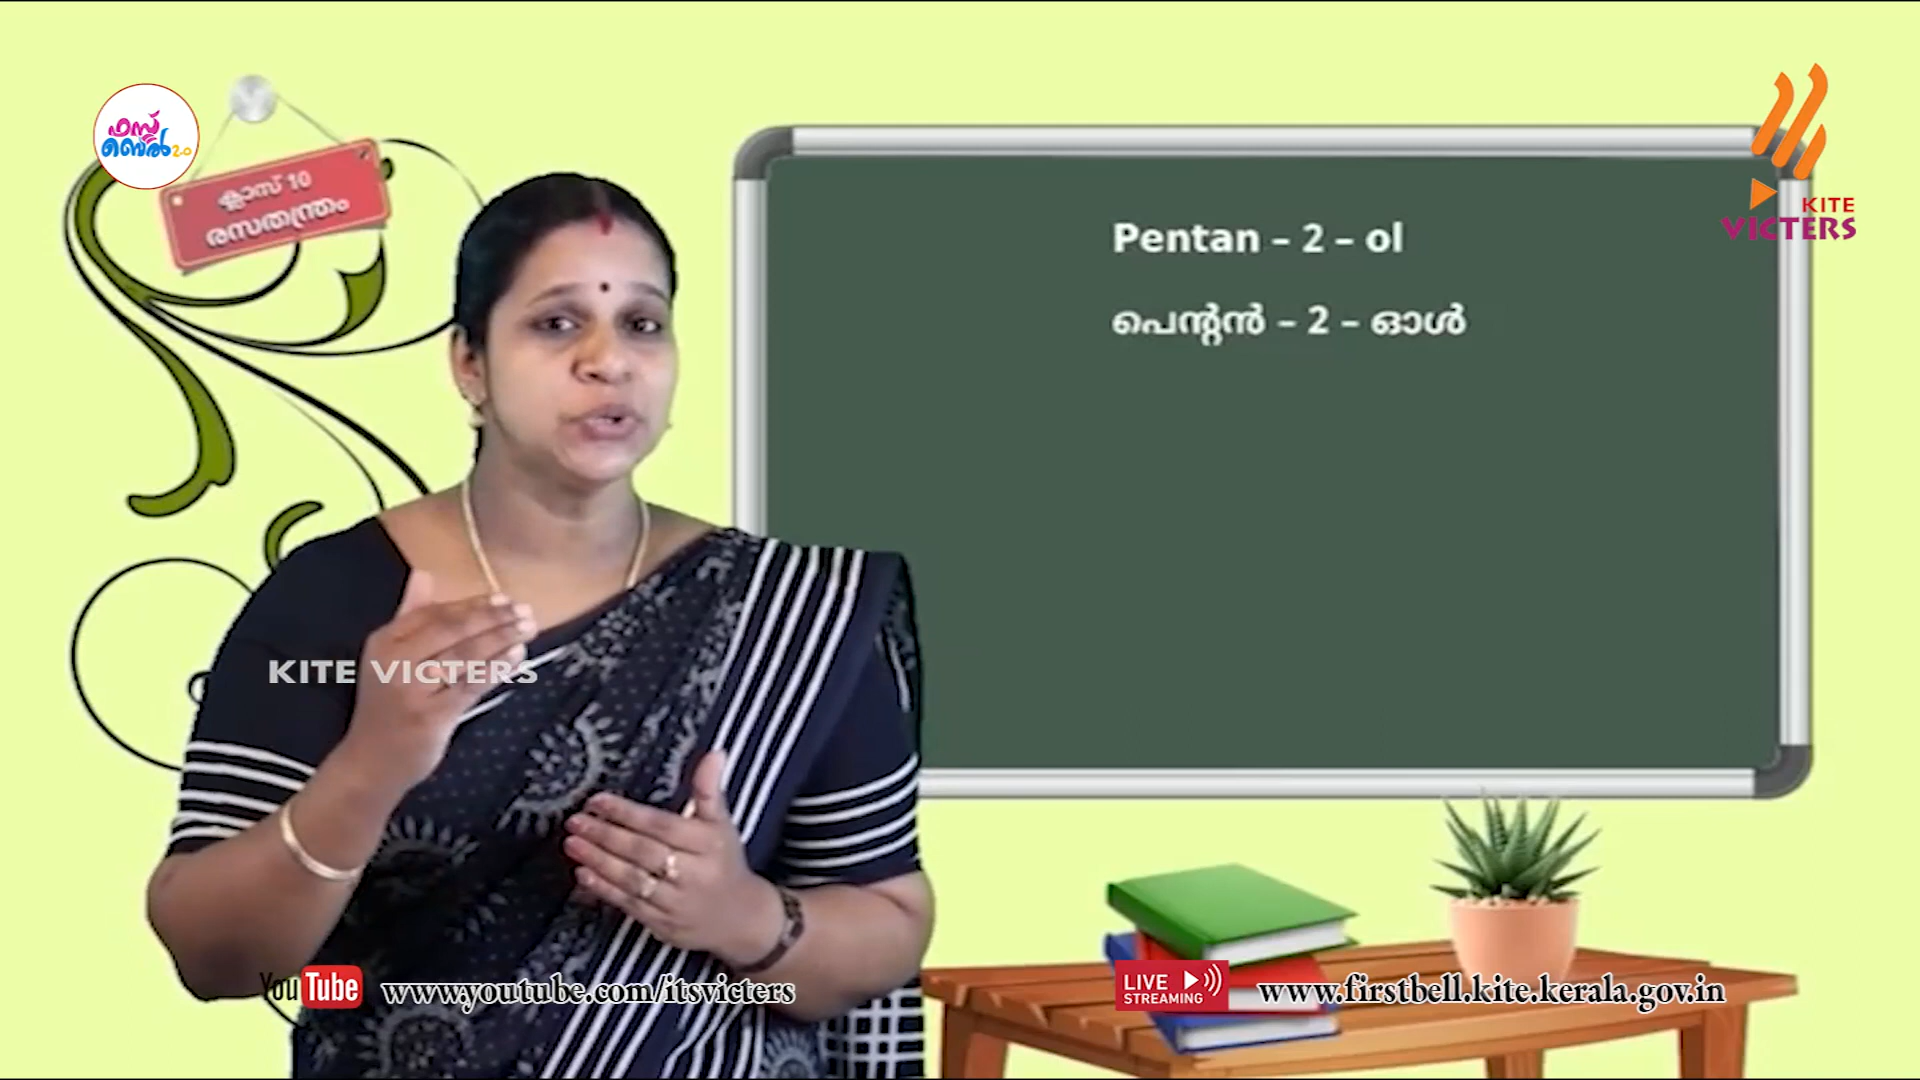 ഫസ്റ്റ്
ബെൽ 2.0
ക്ലാസ് 10
രസതന്ത്രം
Pentan – 2 – ol
പെന്റൻ – 2 – ഓൾ
KITE
VICTERS
KITE VICTERS
YouTube www.youtube.com/itsvicters
LIVE
STREAMING
www.firstbell.kite.kerala.gov.in